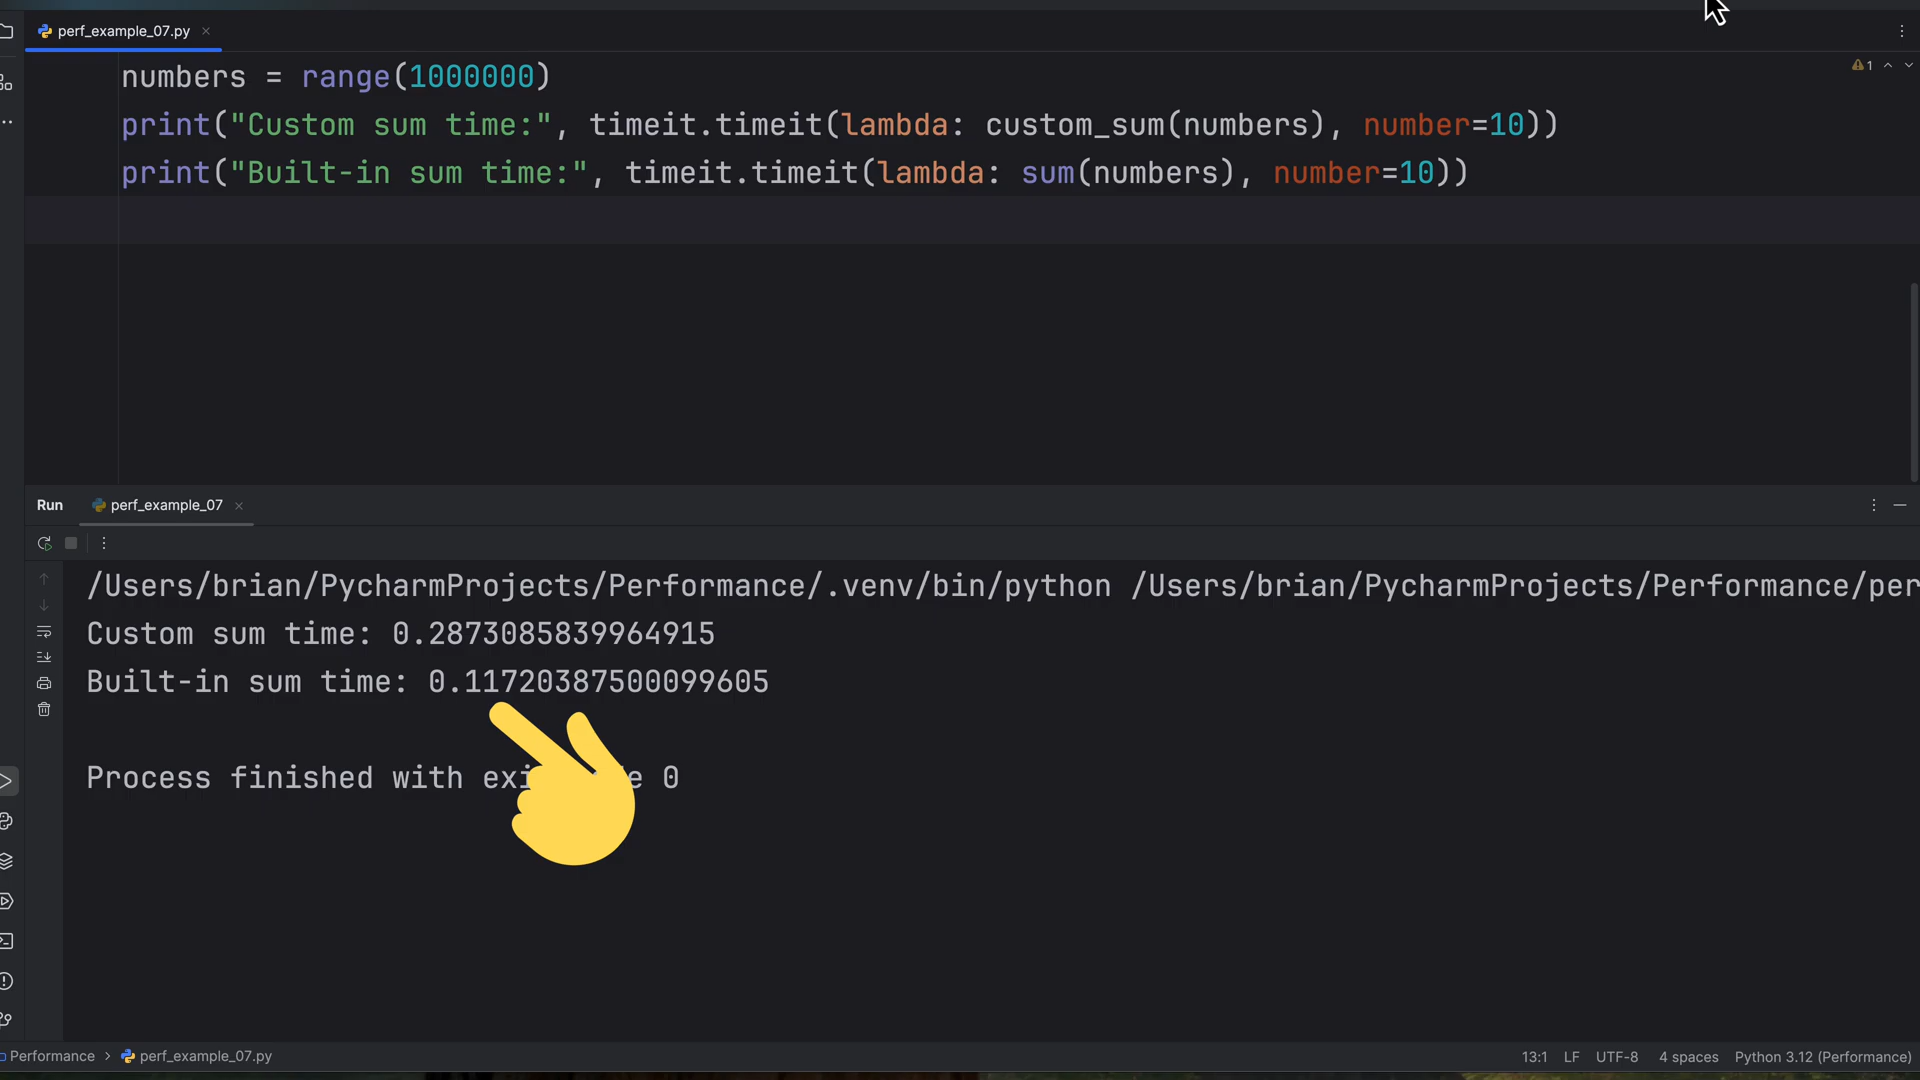 perf_example_07.py
numbers = range(1000000)
1
print("Custom sum time:", timeit.timeit(lambda: custom_sum(numbers), number=10))
print("Built-in sum time:", timeit.timeit(lambda: sum(numbers), number=10))
Run perf_example_07
/Users/brian/PycharmProjects/Performance/.venv/bin/python /Users/brian/PycharmProjects/Performance/per
Custom sum time: 0.2873085839964915
Built-in sum time: 0.11720387500099605
Process finished with exi e 0
Performance > perf_example_07.py
13:1 LF UTF-8 4 spaces Python 3.12 (Performance)